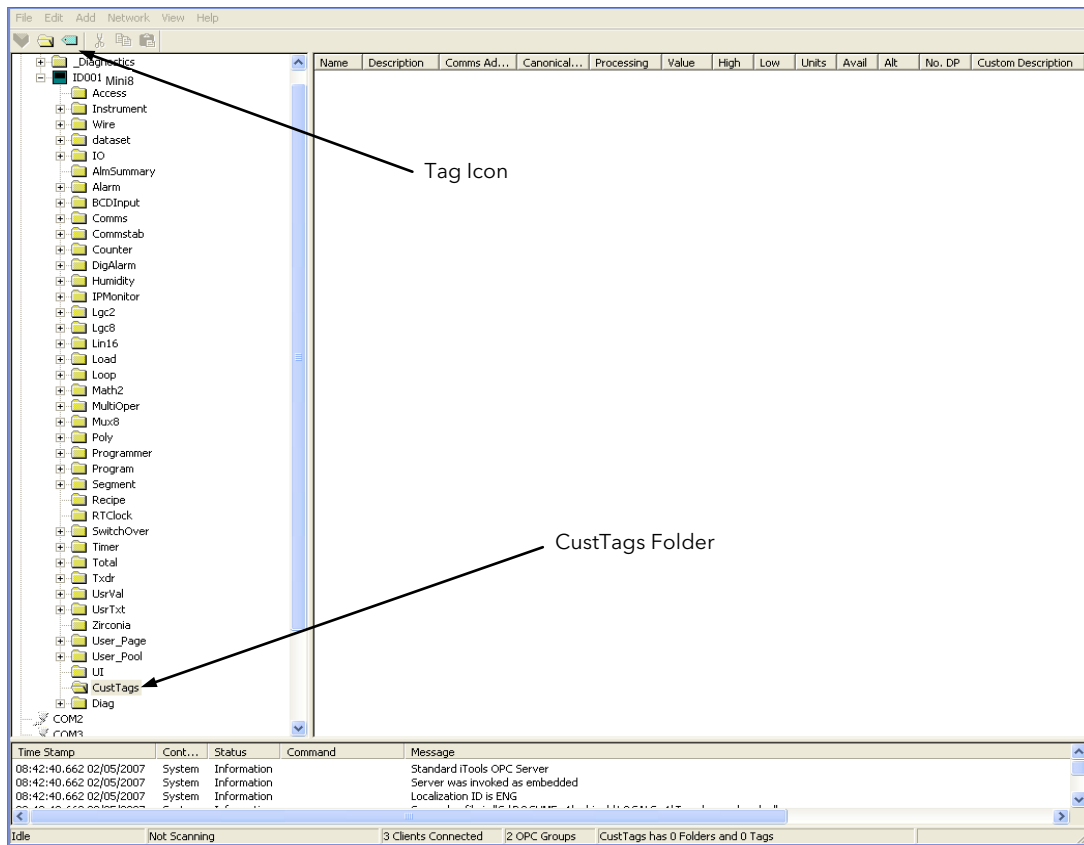 File Edit Add Network View Help
_Diagnostics
ID001 Mini8
Access
Instrument
Wire
dataset
IO
AlmSummary
Alarm
BCDInput
Comms
Commstab
Counter
DigAlarm
Humidity
IPMonitor
Lgc2
Lgc8
Lin16
Load
Loop
Math2
MultiOper
Mux8
Poly
Programmer
Program
Segment
Recipe
RTClock
SwitchOver
Timer
Total
Txdr
UsrVal
UsrTxt
Zirconia
User_Page
User_Pool
UI
CustTags
Diag
COM2
COM3
Name Description Comms Ad... Canonical... Processing Value High Low Units Avail Alt No. DP Custom Description
Tag Icon
CustTags Folder
Time Stamp Cont... Status Command Message
08:42:40.662 02/05/2007 System Information Standard iTools OPC Server
08:42:40.662 02/05/2007 System Information Server was invoked as embedded
08:42:40.662 02/05/2007 System Information Localization ID is ENG
Idle Not Scanning 3 Clients Connected 2 OPC Groups CustTags has 0 Folders and 0 Tags